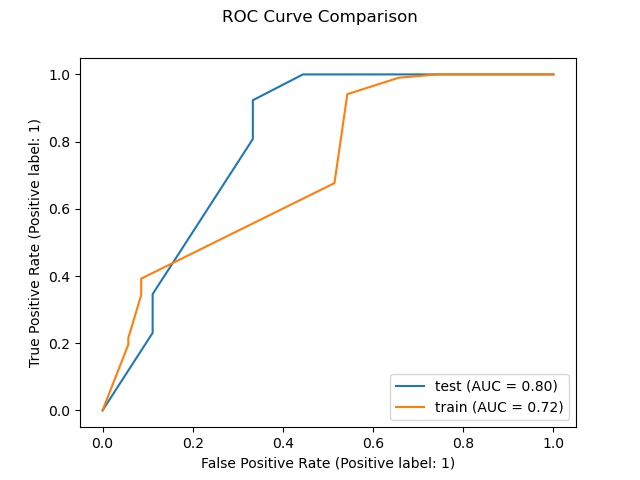 ROC Curve Comparison
True Positive Rate (Positive label: 1)
1.0
0.8
0.6
0.4
0.2
0.0
test (AUC = 0.80)
train (AUC = 0.72)
0.0 0.2 0.4 0.6 0.8 1.0
False Positive Rate (Positive label: 1)